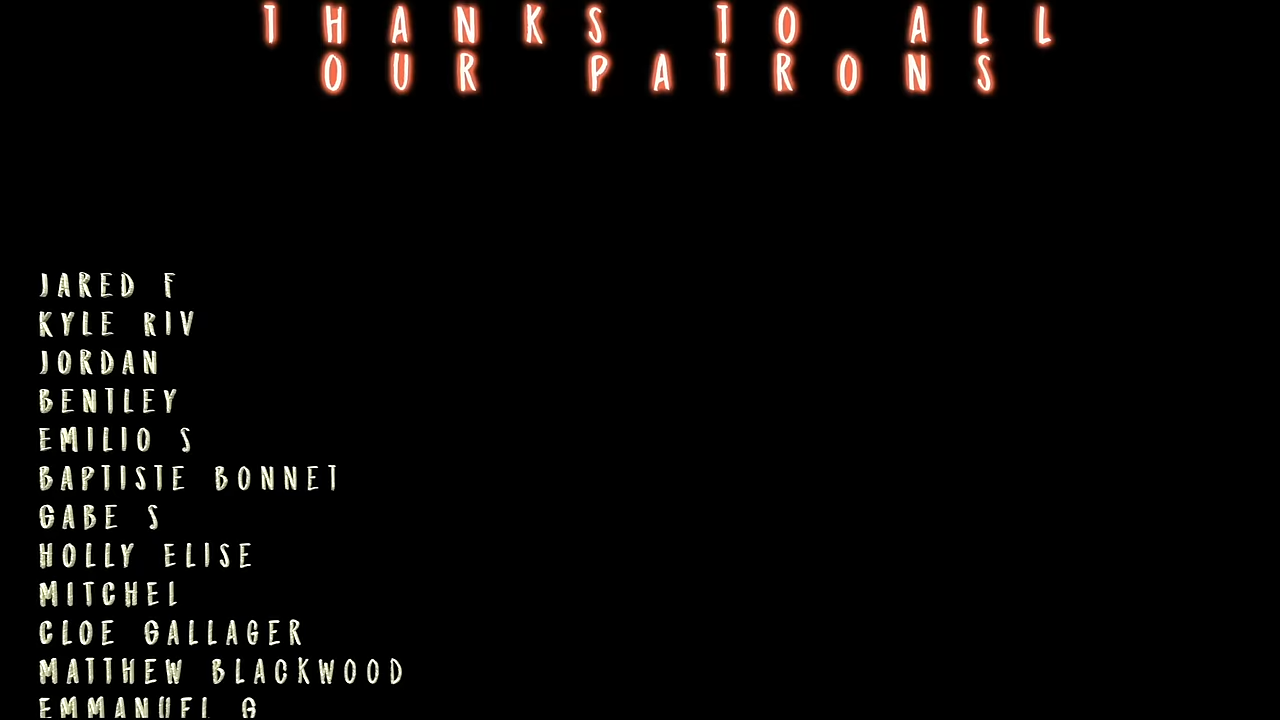 THANKS TO ALL
OUR PATRONS
JARED F
KYLE RIV
JORDAN
BENTLEY
EMILIO S
BAPTISTE BONNET
GABE S
HOLLY ELISE
MITCHEL
CLOE GALLAGER
MATTHEW BLACKWOOD
EMMANUEL G